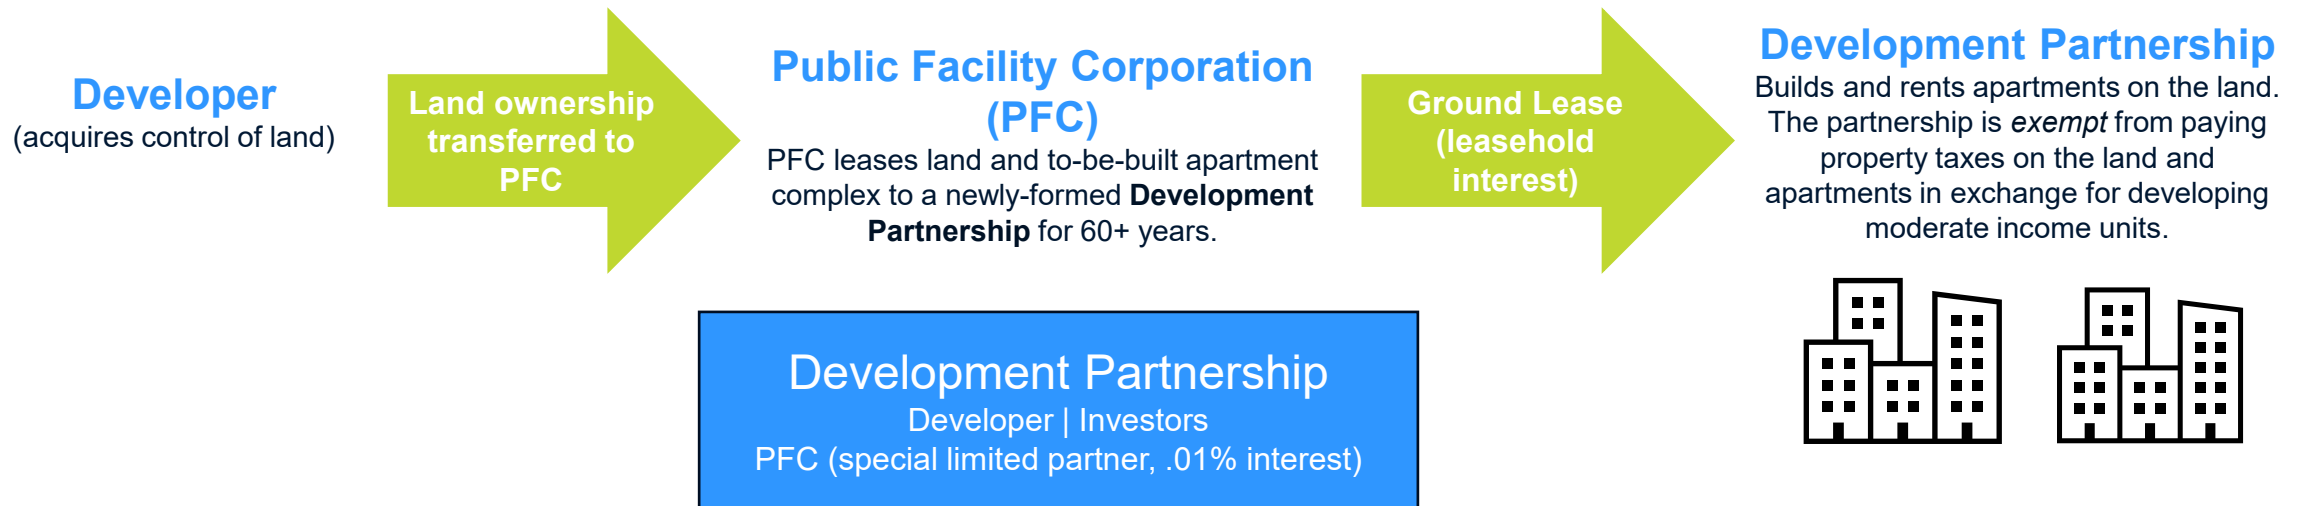 Developer
(acquires control of land)
Land ownership
transferred to
PFC
Public Facility Corporation
(PFC)
PFC leases land and to-be-built apartment
complex to a newly-formed Development
Partnership for 60+ years.
Ground Lease
(leasehold
interest)
Development Partnership
Builds and rents apartments on the land.
The partnership is exempt from paying
property taxes on the land and
apartments in exchange for developing
moderate income units.
Development Partnership
Developer | Investors
PFC (special limited partner, .01% interest)